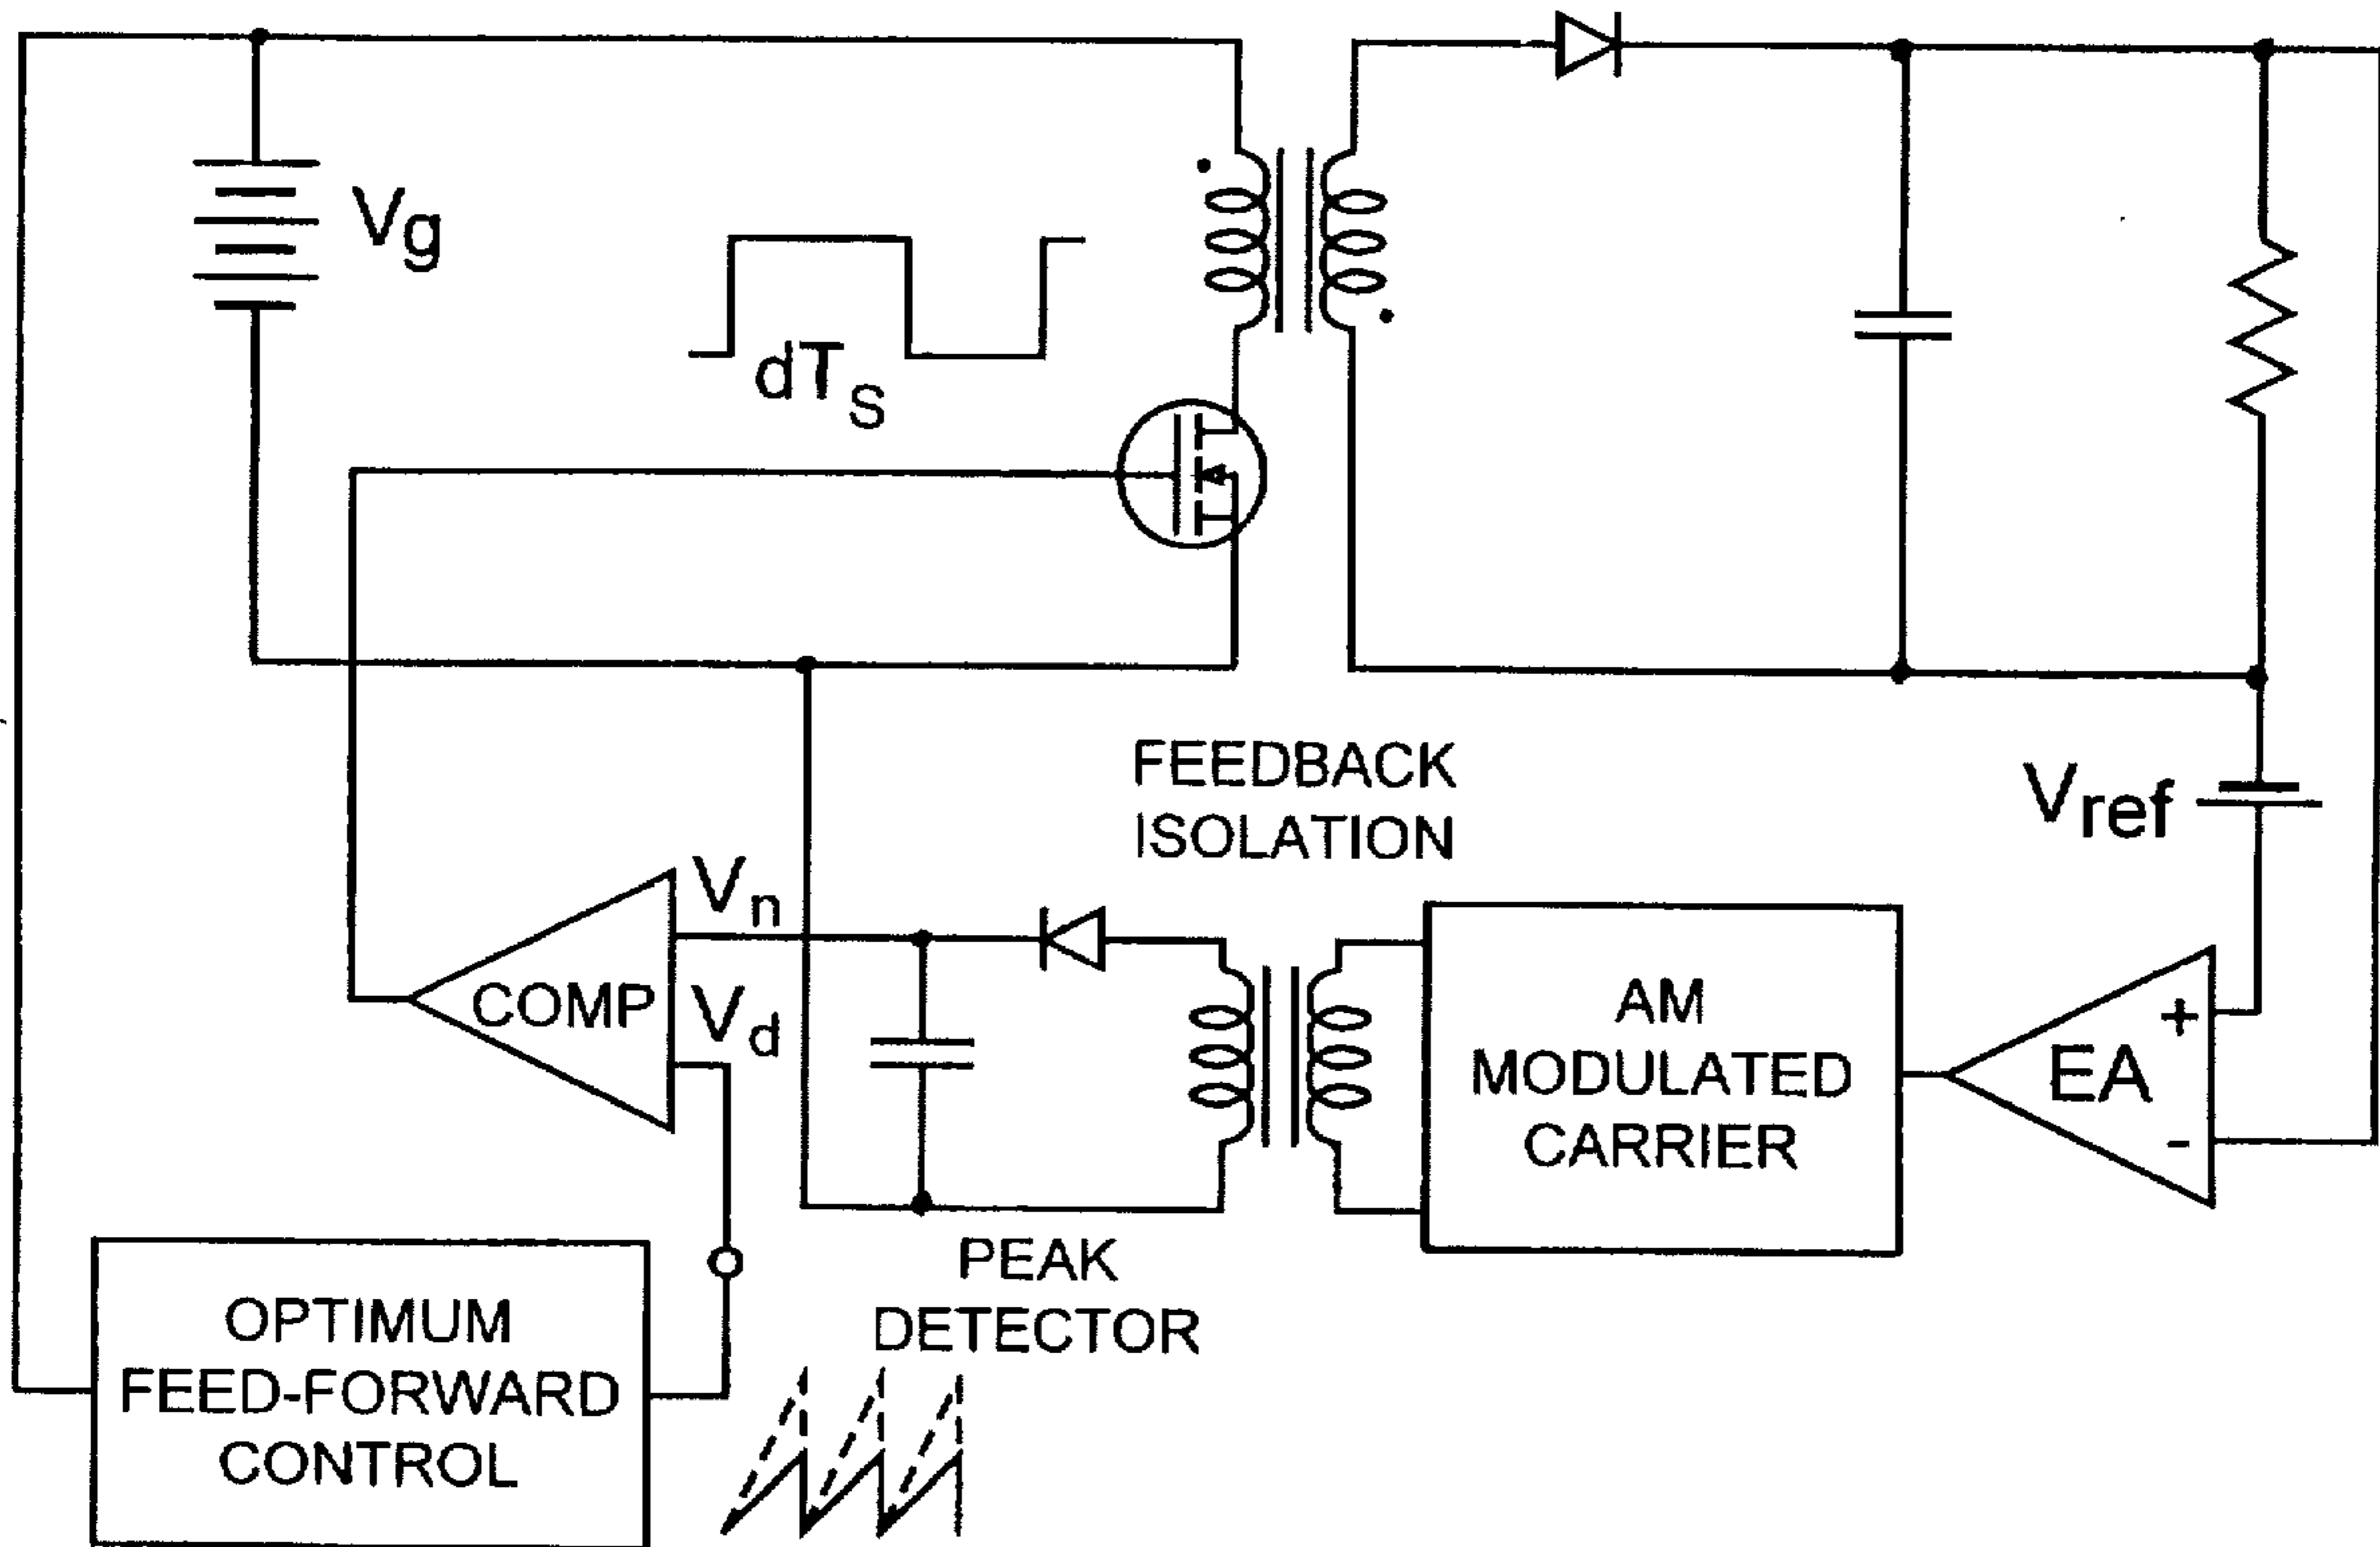 Vg
dTS
FEEDBACK
ISOLATION
Vref
Vn
COMP
Vd
AM
MODULATED
CARRIER
+
EA
-
PEAK
DETECTOR
OPTIMUM
FEED-FORWARD
CONTROL